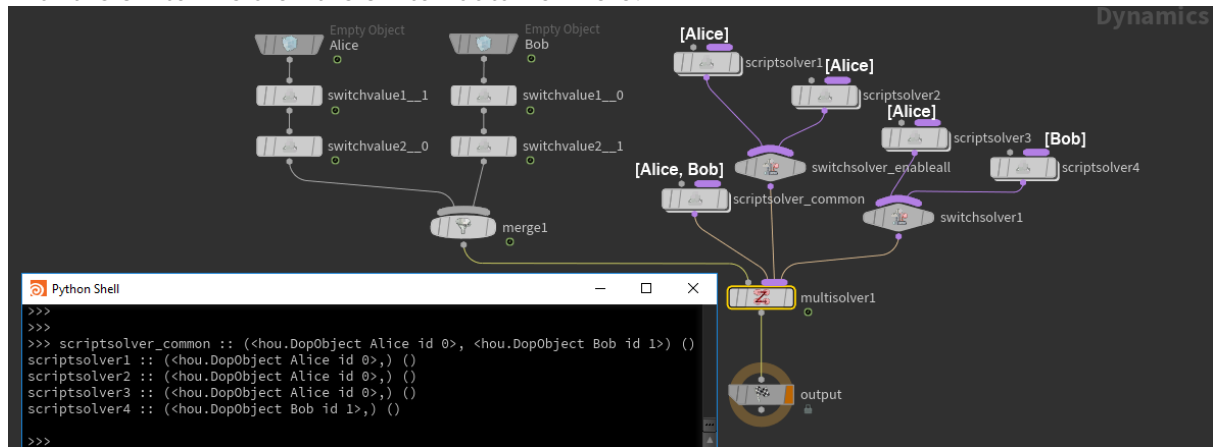 Dynamics
Empty Object
Alice
Empty Object
Bob
[Alice]
scriptsolver1
[Alice]
scriptsolver2
[Alice]
scriptsolver3
[Bob]
scriptsolver4
switchvalue1__1
switchvalue1__0
switchvalue2__0
switchvalue2__1
switchsolver_enableall
[Alice, Bob]
scriptsolver_common
switchsolver1
merge1
multisolver1
output
Python Shell
>>>
>>>
>>> scriptsolver_common :: (<hou.DopObject Alice id 0>, <hou.DopObject Bob id 1>) ()
scriptsolver1 :: (<hou.DopObject Alice id 0>,) ()
scriptsolver2 :: (<hou.DopObject Alice id 0>,) ()
scriptsolver3 :: (<hou.DopObject Alice id 0>,) ()
scriptsolver4 :: (<hou.DopObject Bob id 1>,) ()
>>>